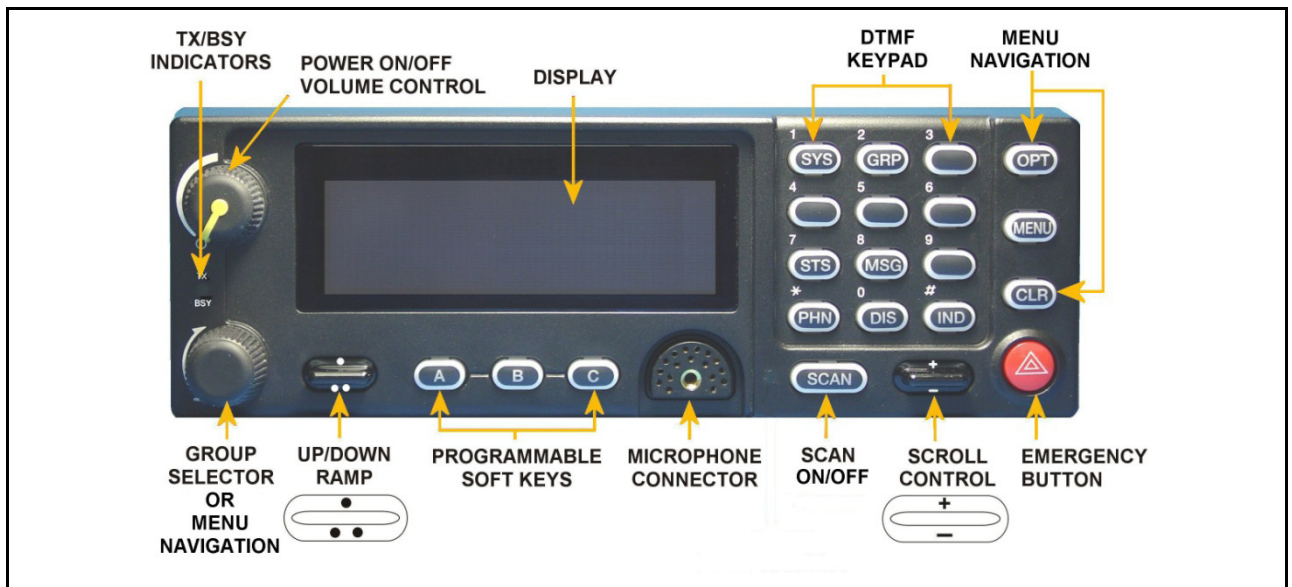 TX/BSY
INDICATORS
POWER ON/OFF
VOLUME CONTROL
DISPLAY
DTMF
KEYPAD
MENU
NAVIGATION
1
2
3
SYS
GRP
OPT
4
5
6
MENU
7
8
9
STS
MSG
CLR
*
0
#
PHN
DIS
IND
TX
BSY
A
B
C
SCAN
+
–
GROUP
SELECTOR
OR
MENU
NAVIGATION
UP/DOWN
RAMP
PROGRAMMABLE
SOFT KEYS
MICROPHONE
CONNECTOR
SCAN
ON/OFF
SCROLL
CONTROL
+
–
EMERGENCY
BUTTON